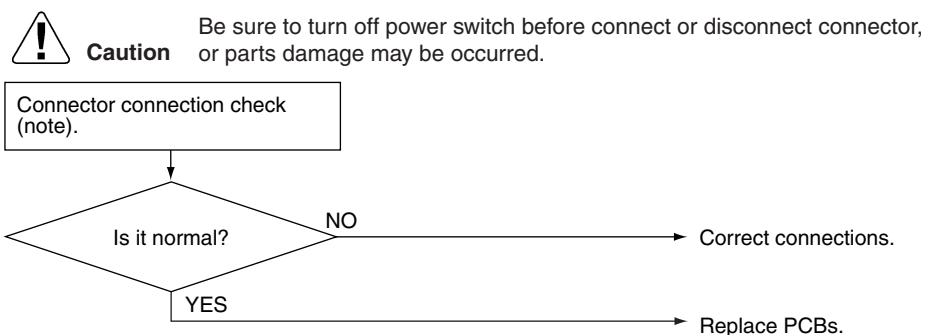 Be sure to turn off power switch before connect or disconnect connector,
Caution or parts damage may be occurred.
Connector connection check
(note).
Is it normal?
NO
Correct connections.
YES
Replace PCBs.